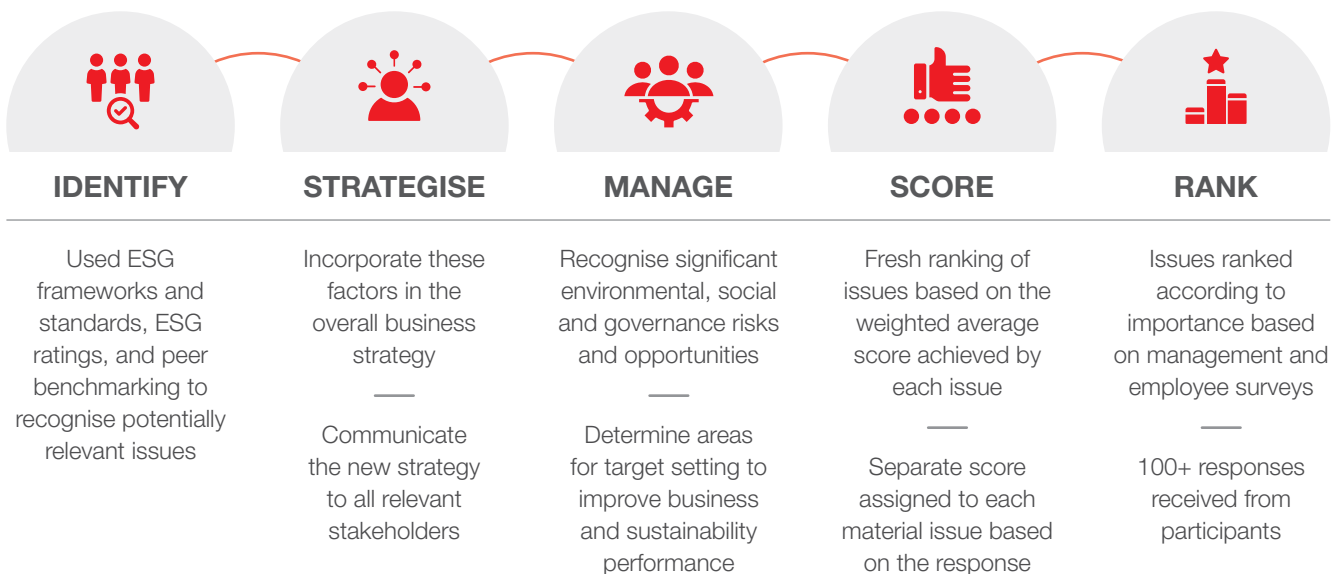 IDENTIFY
Used ESG
frameworks and
standards, ESG
ratings, and peer
benchmarking to
recognise potentially
relevant issues
STRATEGISE
Incorporate these
factors in the
overall business
strategy
Communicate
the new strategy
to all relevant
stakeholders
MANAGE
Recognise significant
environmental, social
and governance risks
and opportunities
Determine areas
for target setting to
improve business
and sustainability
performance
SCORE
Fresh ranking of
issues based on the
weighted average
score achieved by
each issue
Separate score
assigned to each
material issue based
on the response
RANK
Issues ranked
according to
importance based
on management and
employee surveys
100+ responses
received from
participants